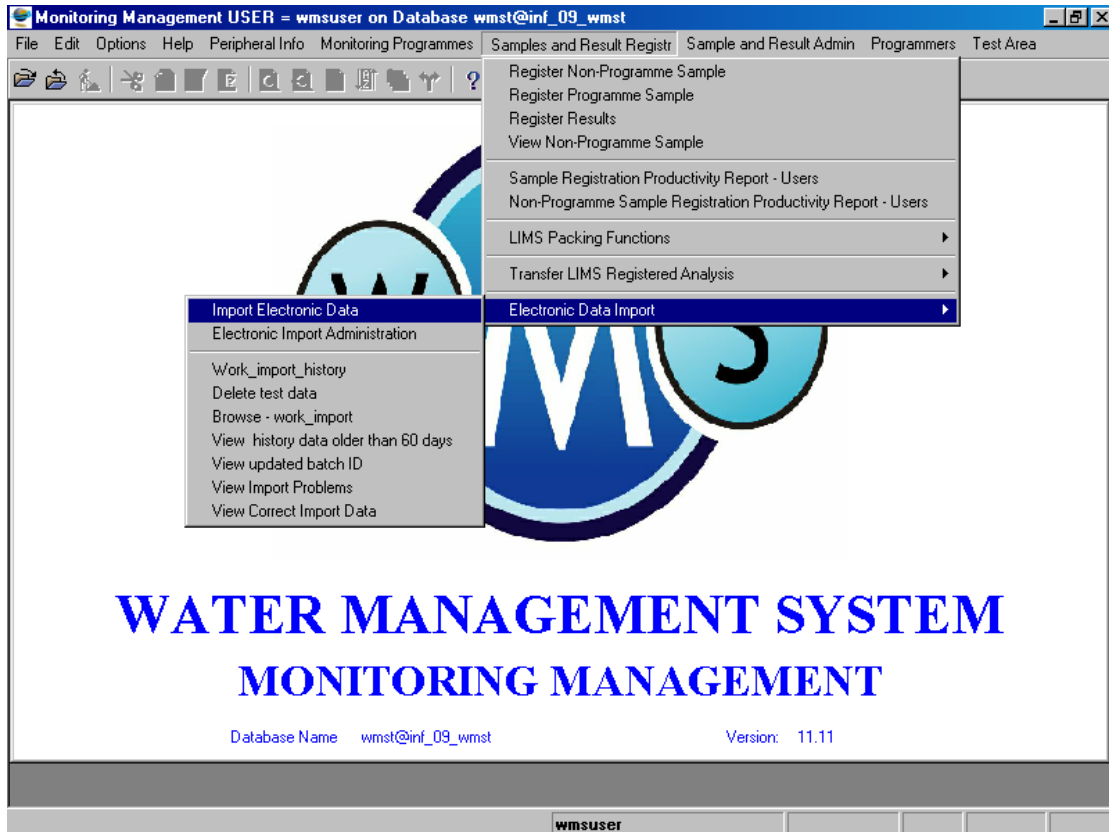 Monitoring Management USER = wmsuser on Database wmst@inf_09_wmst
File Edit Options Help Peripheral Info Monitoring Programmes Samples and Result Registr Sample and Result Admin Programmers Test Area
?
Register Non-Programme Sample
Register Programme Sample
Register Results
View Non-Programme Sample
Sample Registration Productivity Report - Users
Non-Programme Sample Registration Productivity Report - Users
LIMS Packing Functions
Transfer LIMS Registered Analysis
Electronic Data Import
Import Electronic Data
Electronic Import Administration
Work_import_history
Delete test data
Browse - work_import
View history data older than 60 days
View updated batch ID
View Import Problems
View Correct Import Data
W M S
WATER MANAGEMENT SYSTEM
MONITORING MANAGEMENT
Database Name wmst@inf_09_wmst Version: 11.11
wmsuser